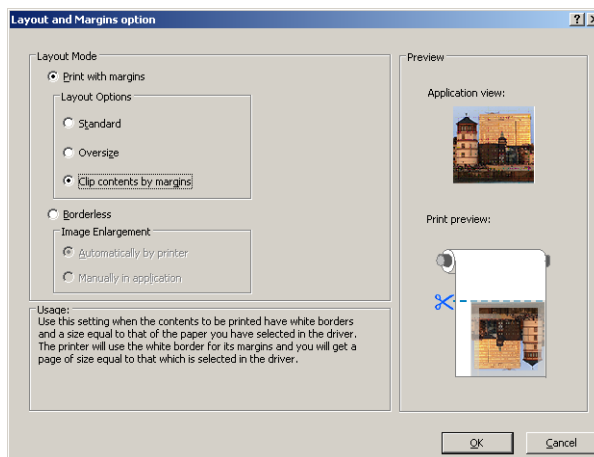 Layout and Margins option
Layout Mode
Print with margins
Layout Options
Standard
Oversize
Clip contents by margins
Borderless
Image Enlargement
Automatically by printer
Manually in application
Usage:
Use this setting when the contents to be printed have white borders
and a size equal to that of the paper you have selected in the driver.
The printer will use the white border for its margins and you will get a
page of size equal to that which is selected in the driver.
Preview
Application view:
Print preview:
OK
Cancel